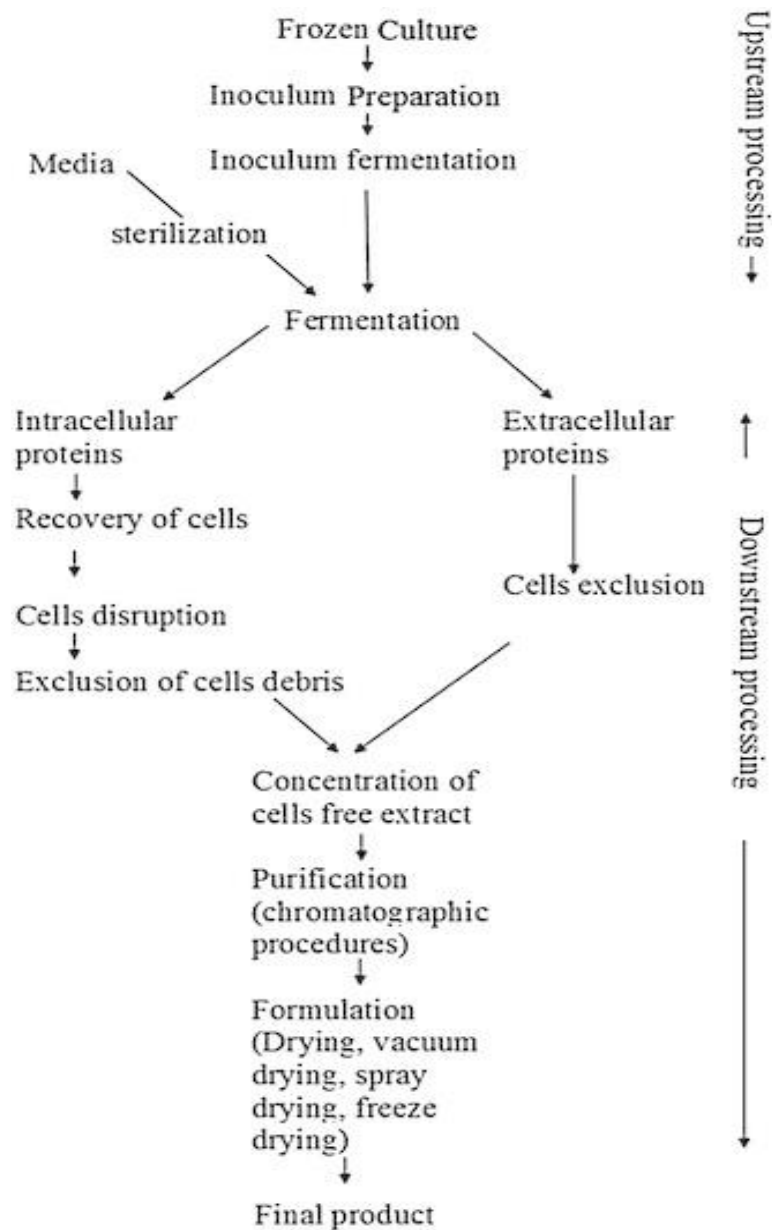 Frozen Culture
Inoculum Preparation
Inoculum fermentation
Media
sterilization
Fermentation
Upstream processing
Intracellular
proteins
Extracellular
proteins
Recovery of cells
Cells disruption
Exclusion of cells debris
Cells exclusion
Downstream processing
Concentration of
cells free extract
Purification
(chromatographic
procedures)
Formulation
(Drying, vacuum
drying, spray
drying, freeze
drying)
Final product